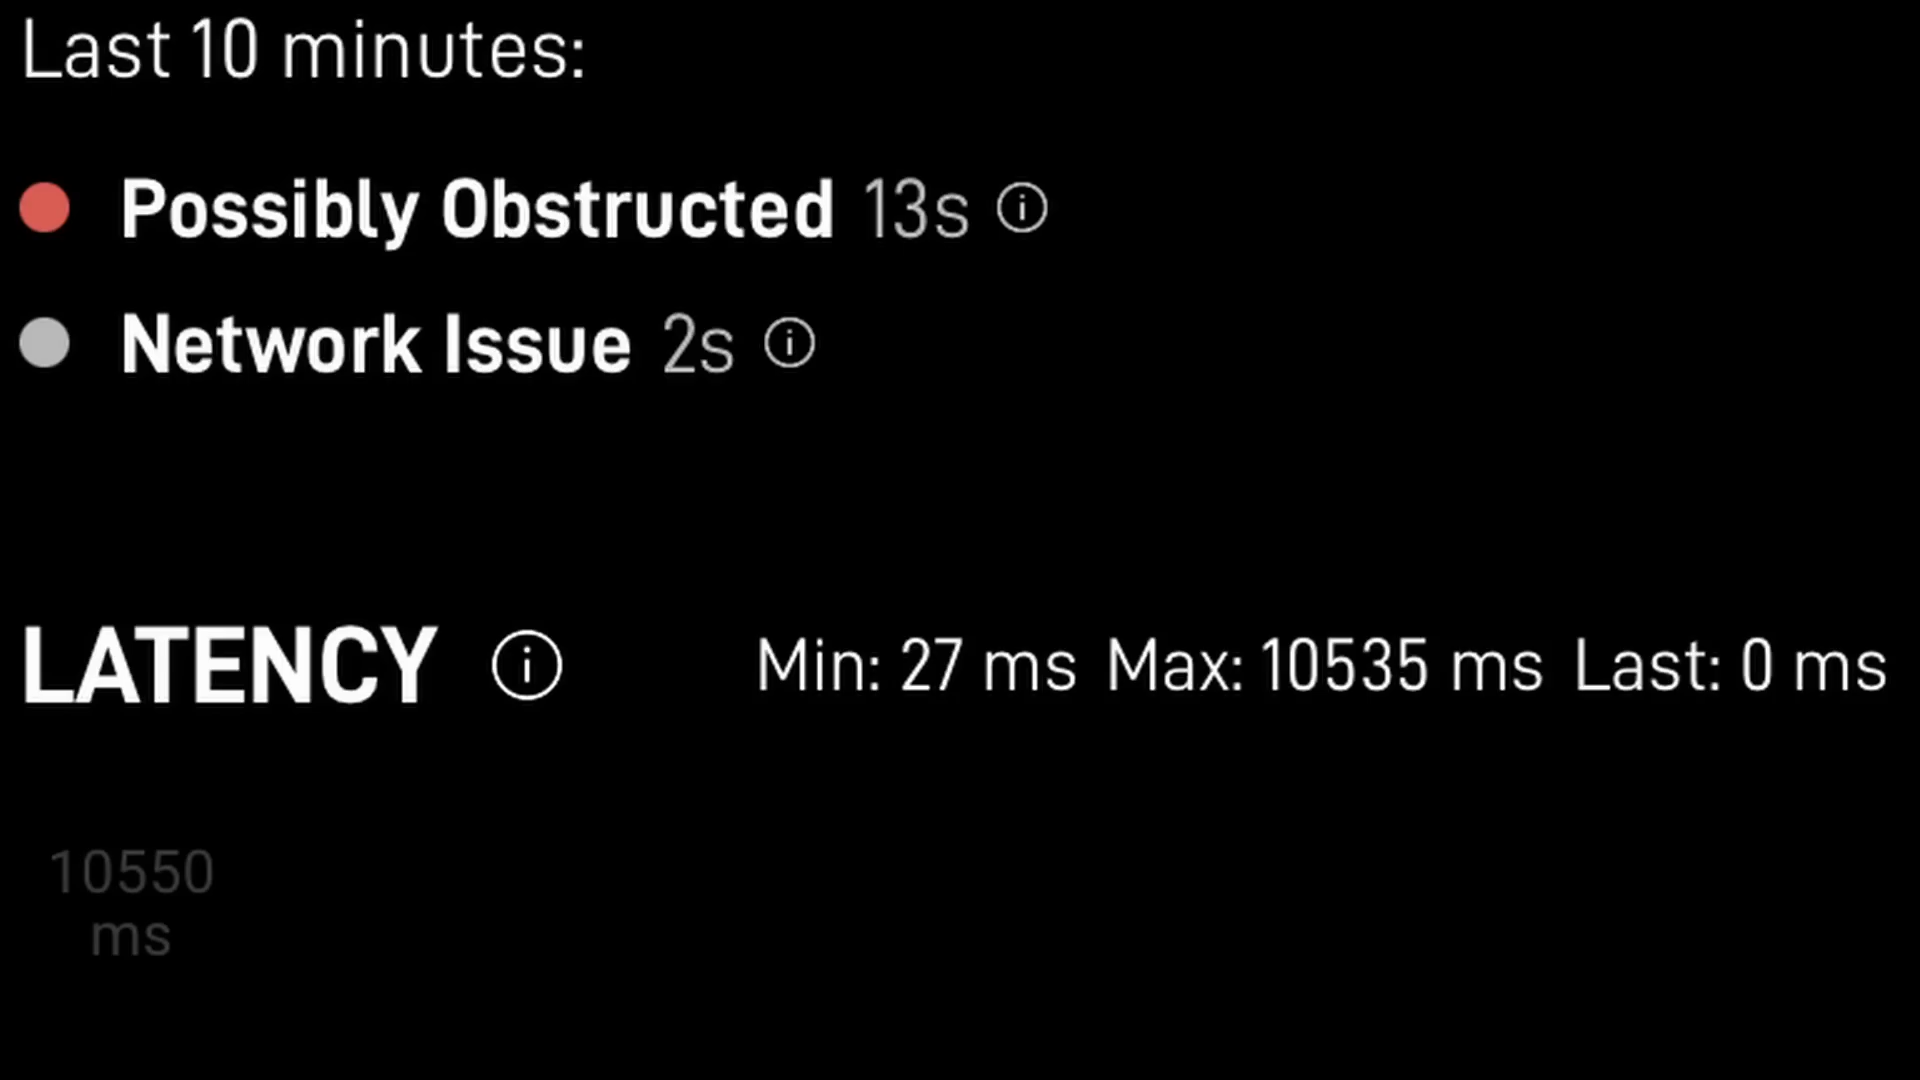 Last 10 minutes:
Possibly Obstructed 13s
Network Issue 2s
LATENCY Min: 27 ms Max: 10535 ms Last: 0 ms
10550
ms